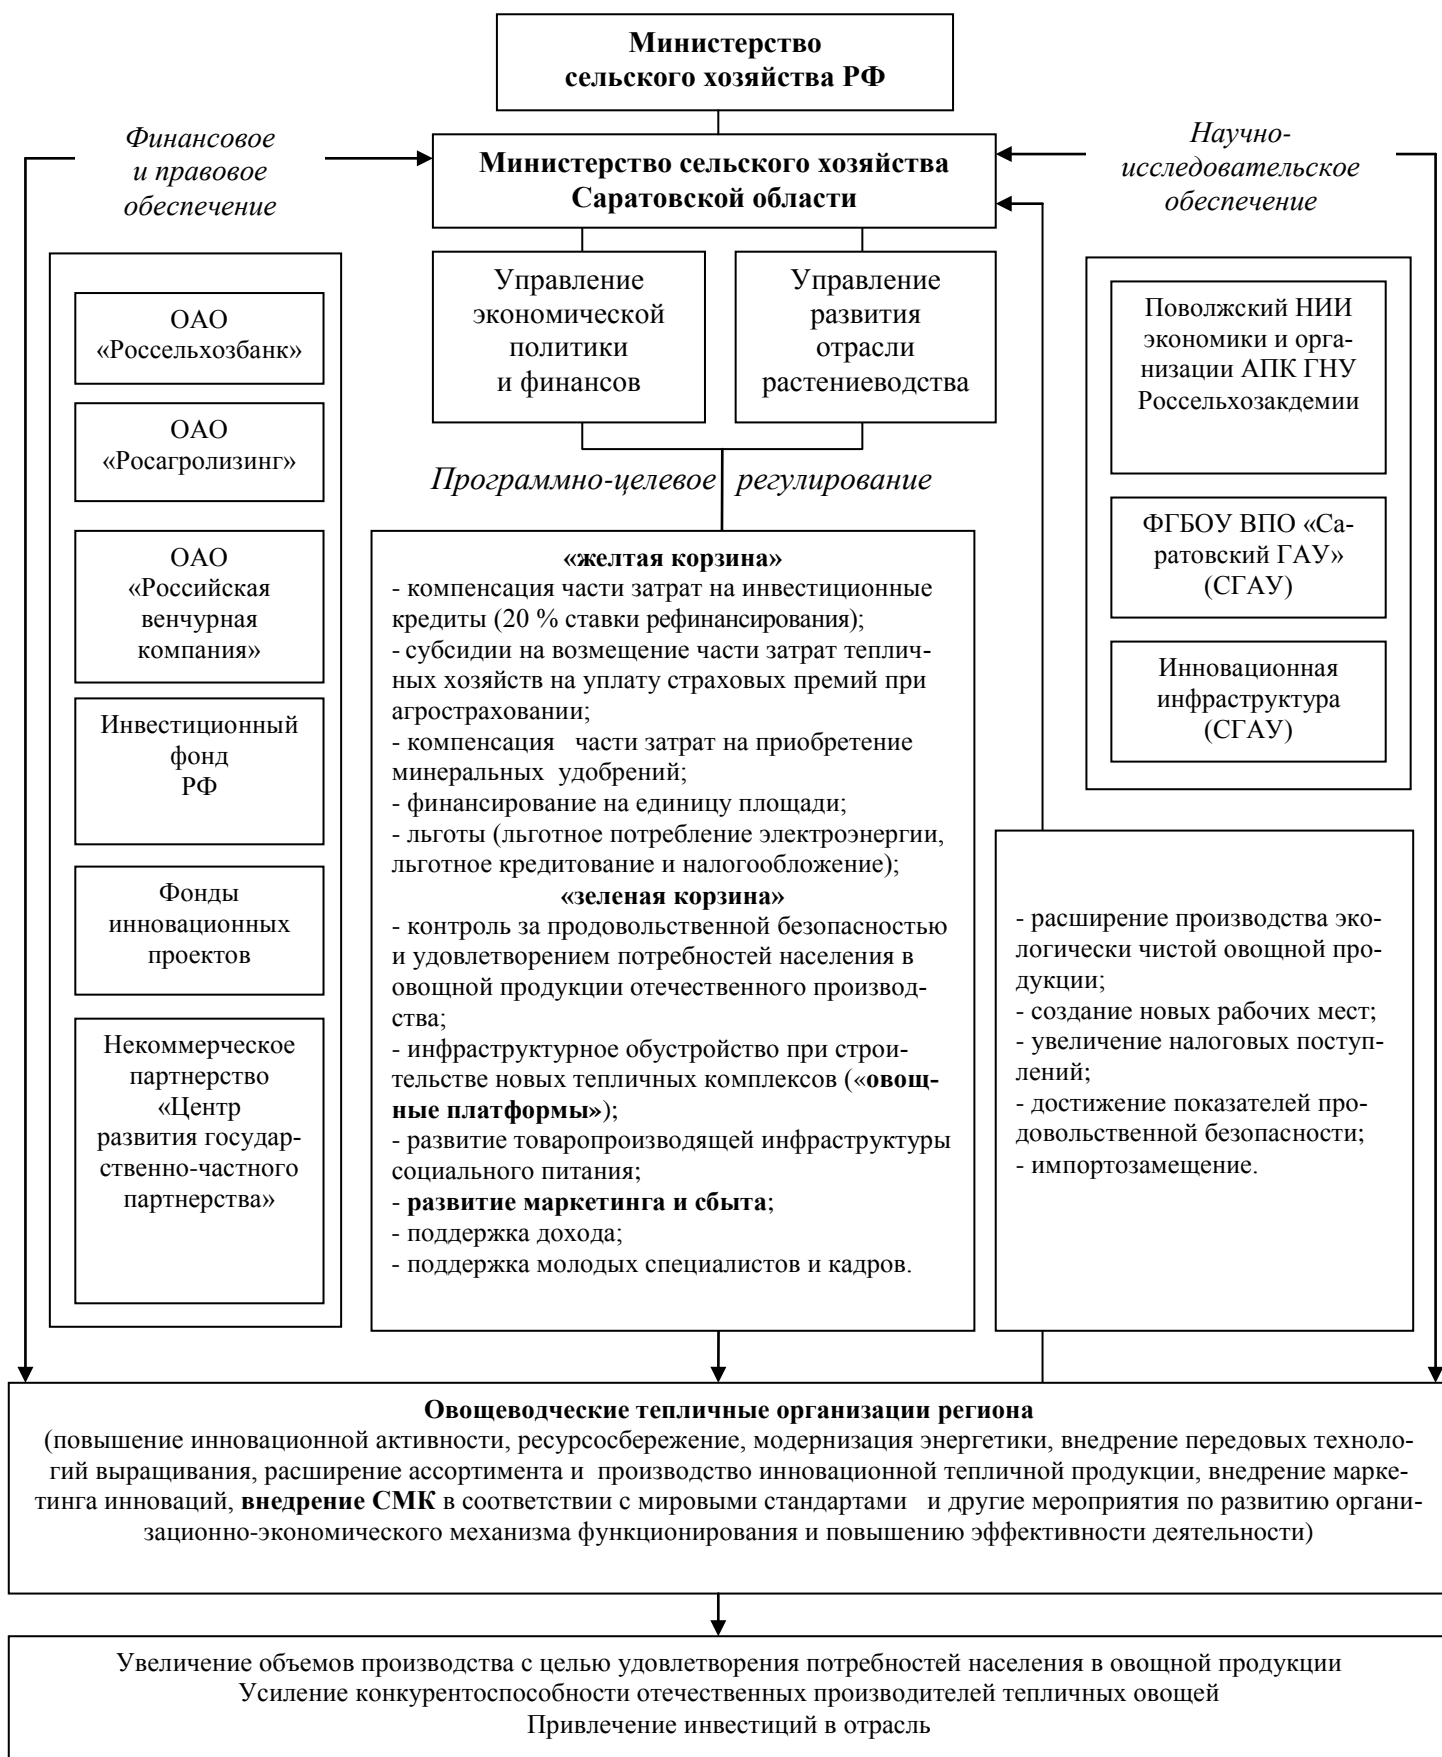 Министерство
сельского хозяйства РФ
Финансовое
и правовое
обеспечение
Министерство сельского хозяйства
Саратовской области
Научно-
исследовательское
обеспечение
ОАО
«Россельхозбанк»
ОАО
«Росагролизинг»
ОАО
«Российская
венчурная
компания»
Инвестиционный
фонд
РФ
Фонды
инновационных
проектов
Некоммерческое
партнерство
«Центр
развития государ-
ственно-частного
партнерства»
Управление
экономической
политики
и финансов
Управление
развития
отрасли
растениеводства
Программно-целевое регулирование
«желтая корзина»
- компенсация части затрат на инвестиционные
кредиты (20 % ставки рефинансирования);
- субсидии на возмещение части затрат теплич-
ных хозяйств на уплату страховых премий при
агростраховании;
- компенсация части затрат на приобретение
минеральных удобрений;
- финансирование на единицу площади;
- льготы (льготное потребление электроэнергии,
льготное кредитование и налогообложение);
«зеленая корзина»
- контроль за продовольственной безопасностью
и удовлетворением потребностей населения в
овощной продукции отечественного производ-
ства;
- инфраструктурное обустройство при строи-
тельстве новых тепличных комплексов («овощ-
ные платформы»);
- развитие товаропроизводящей инфраструктуры
социального питания;
- развитие маркетинга и сбыта;
- поддержка дохода;
- поддержка молодых специалистов и кадров.
Поволжский НИИ
экономики и орга-
низации АПК ГНУ
Россельхозакдемии
ФГБОУ ВПО «Са-
ратовский ГАУ»
(СГАУ)
Инновационная
инфраструктура
(СГАУ)
- расширение производства эко-
логически чистой овощной про-
дукции;
- создание новых рабочих мест;
- увеличение налоговых поступ-
лений;
- достижение показателей про-
довольственной безопасности;
- импортозамещение.
Овощеводческие тепличные организации региона
(повышение инновационной активности, ресурсосбережение, модернизация энергетики, внедрение передовых техноло-
гий выращивания, расширение ассортимента и производство инновационной тепличной продукции, внедрение марке-
тинга инноваций, внедрение СМК в соответствии с мировыми стандартами и другие мероприятия по развитию органи-
зационно-экономического механизма функционирования и повышению эффективности деятельности)
Увеличение объемов производства с целью удовлетворения потребностей населения в овощной продукции
Усиление конкурентоспособности отечественных производителей тепличных овощей
Привлечение инвестиций в отрасль